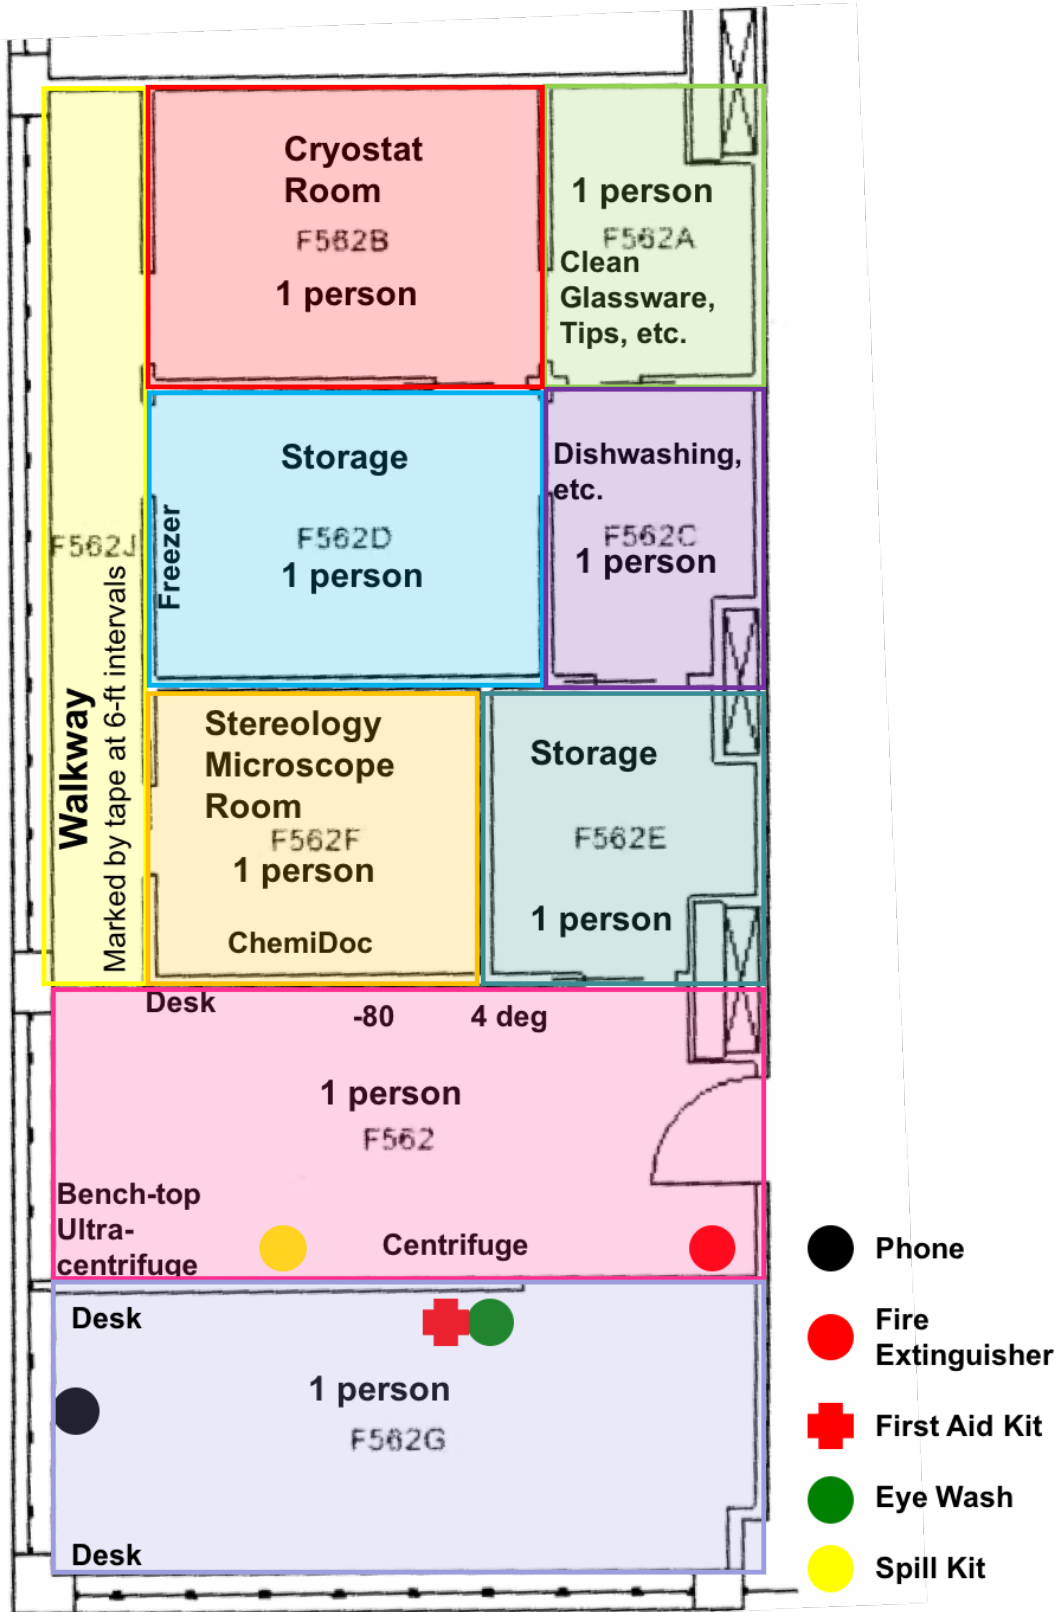 Cryostat
Room
F562B
1 person
1 person
F562A
Clean
Glassware,
Tips, etc.
Storage
F562D
1 person
Freezer
Dishwashing,
etc.
F562C
1 person
F562J
Walkway
Marked by tape at 6-ft intervals
Stereology
Microscope
Room
F562F
1 person
ChemiDoc
Storage
F562E
1 person
Desk
-80
4 deg
1 person
F562
Bench-top
Ultra-
centrifuge
Centrifuge
Desk
1 person
F562G
Desk
Phone
Fire
Extinguisher
First Aid Kit
Eye Wash
Spill Kit